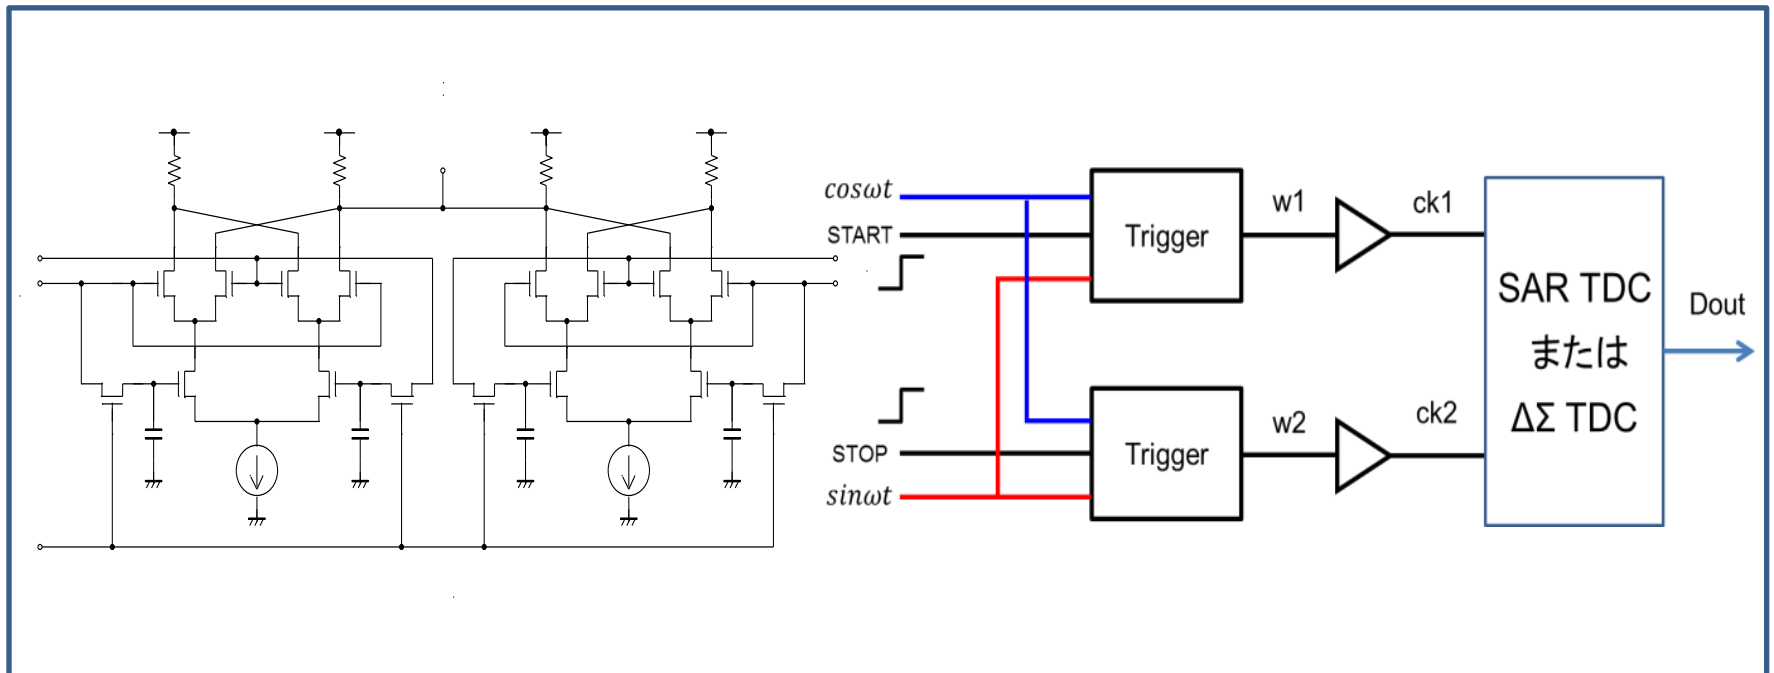 cosωt
START
Trigger
w1
ck1
STOP
sinωt
Trigger
w2
ck2
SAR TDC
または
ΔΣ TDC
Dout